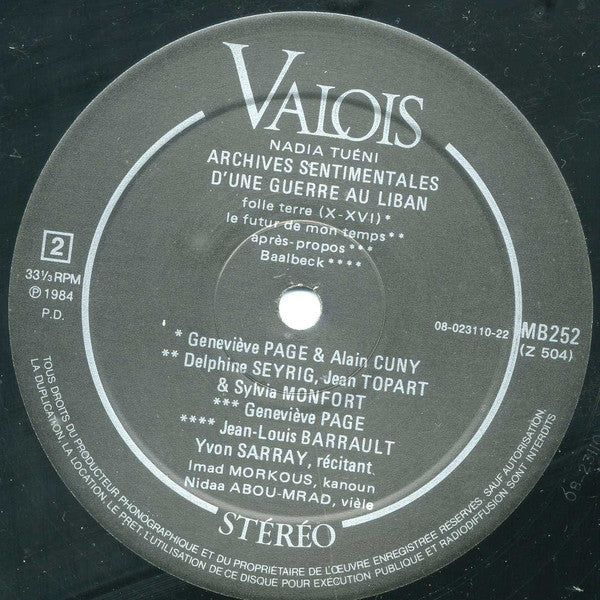 VALOIS
NADIA TUÉNI
ARCHIVES SENTIMENTALES
D'UNE GUERRE AU LIBAN
folle terre (X-XVI) *
le futur de mon temps**
après-propos***
Baalbeck ****
2
33⅓ RPM
℗ 1984
P.D.
08-023110-22
MB252
(Z 504)
* Geneviève PAGE & Alain CUNY
** Delphine SEYRIG, Jean TOPART
& Sylvia MONFORT
*** Geneviève PAGE
**** Jean-Louis BARRAULT
Yvon SARRAY, récitant
Imad MORKOUS, kanoun
Nidaa ABOU-MRAD, vièle
STÉRÉO
TOUS DROITS DU PRODUCTEUR PHONOGRAPHIQUE ET DU PROPRIÉTAIRE DE L'ŒUVRE ENREGISTRÉE RÉSERVÉS. SAUF AUTORISATION.
LA DUPLICATION, LA LOCATION, LE PRET, L'UTILISATION DE CE DISQUE POUR EXECUTION PUBLIQUE ET RADIODIFFUSION SONT INTERDITS